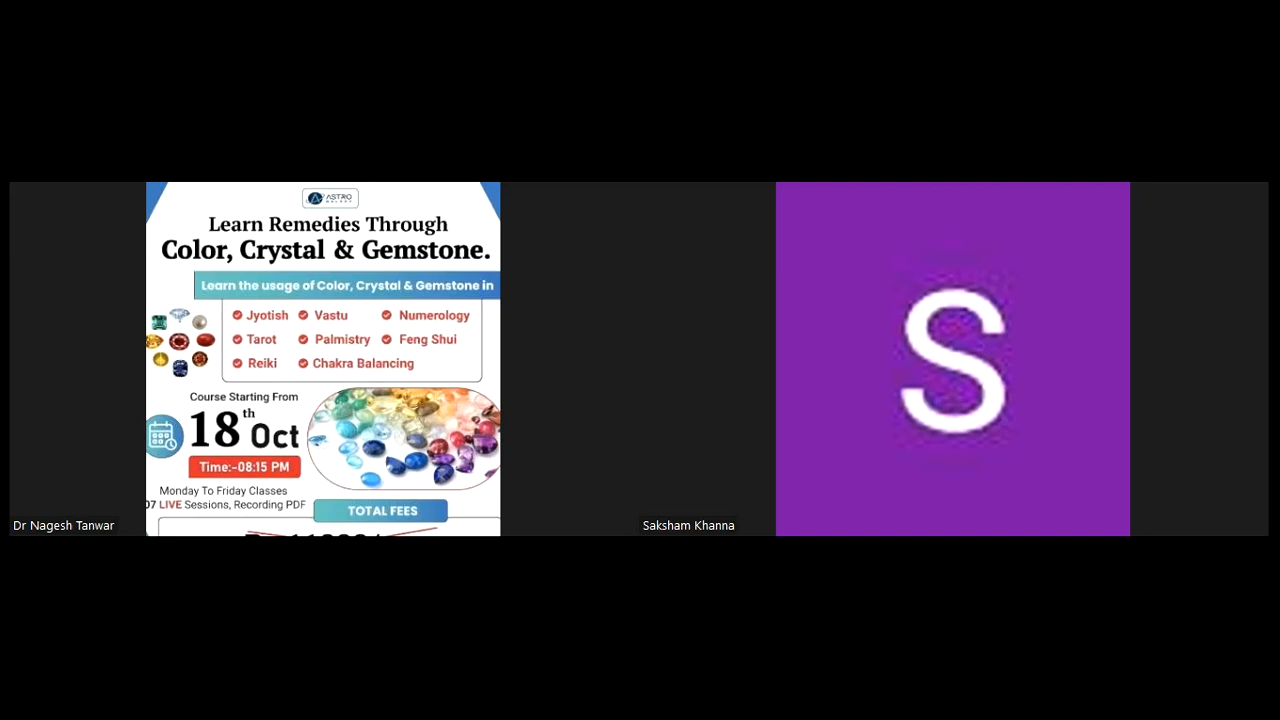 ASTRO
Learn Remedies Through
Color, Crystal & Gemstone.
Learn the usage of Color, Crystal & Gemstone in
Jyotish Vastu Numerology
Tarot Palmistry Feng Shui
Reiki Chakra Balancing
Course Starting From
18th Oct
Time:-08:15 PM
Monday To Friday Classes
07 LIVE Sessions, Recording PDF
TOTAL FEES
Dr Nagesh Tanwar
S
Saksham Khanna